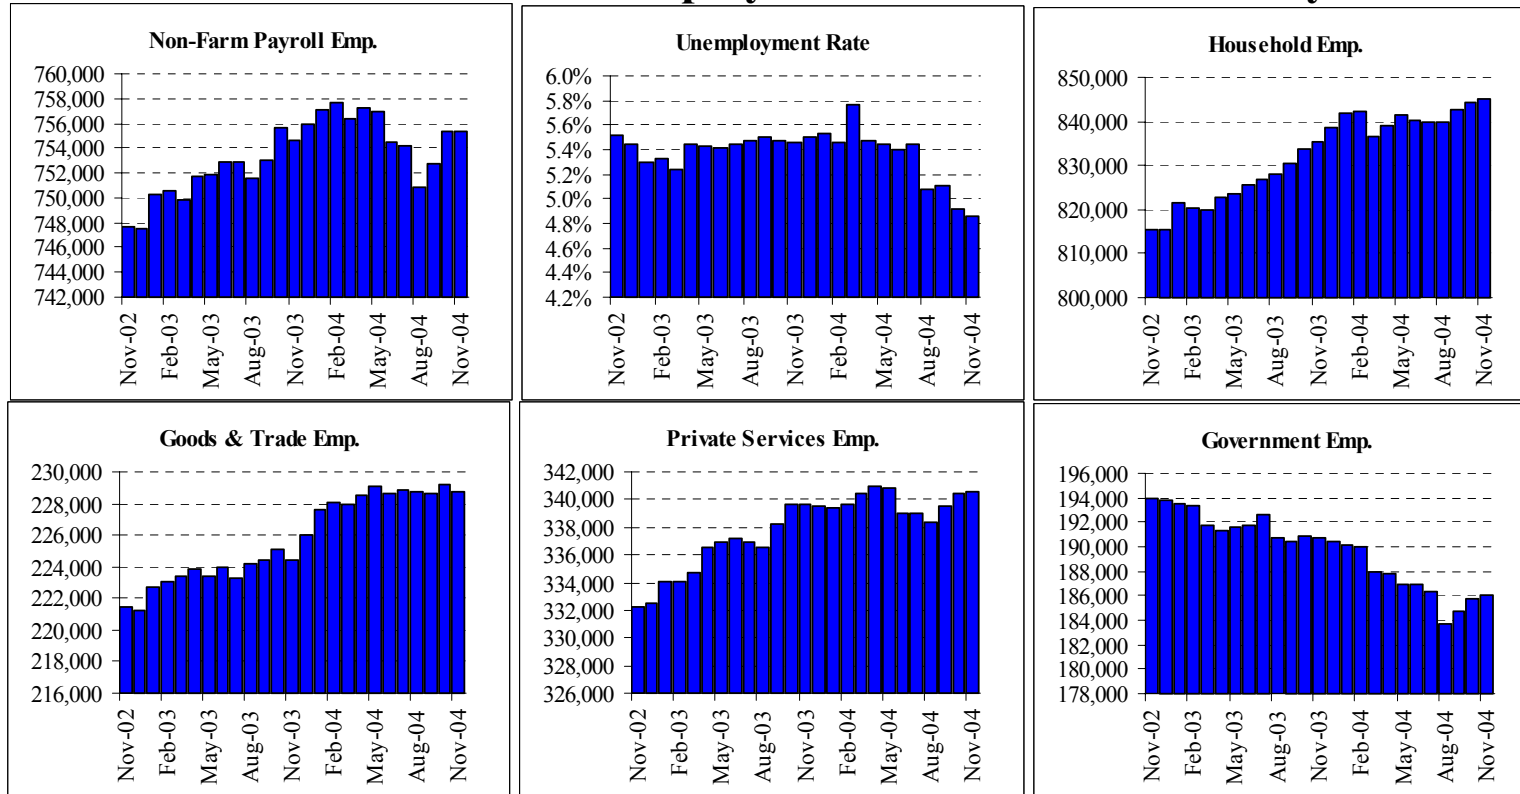 Non-Farm Payroll Emp.
760,000
758,000
756,000
754,000
752,000
750,000
748,000
746,000
744,000
742,000
Nov-02
Feb-03
May-03
Aug-03
Nov-03
Feb-04
May-04
Aug-04
Nov-04
Unemployment Rate
6.0%
5.8%
5.6%
5.4%
5.2%
5.0%
4.8%
4.6%
4.4%
4.2%
Nov-02
Feb-03
May-03
Aug-03
Nov-03
Feb-04
May-04
Aug-04
Nov-04
Household Emp.
850,000
840,000
830,000
820,000
810,000
800,000
Nov-02
Feb-03
May-03
Aug-03
Nov-03
Feb-04
May-04
Aug-04
Nov-04
Goods & Trade Emp.
230,000
228,000
226,000
224,000
222,000
220,000
218,000
216,000
Nov-02
Feb-03
May-03
Aug-03
Nov-03
Feb-04
May-04
Aug-04
Nov-04
Private Services Emp.
342,000
340,000
338,000
336,000
334,000
332,000
330,000
328,000
326,000
Nov-02
Feb-03
May-03
Aug-03
Nov-03
Feb-04
May-04
Aug-04
Nov-04
Government Emp.
196,000
194,000
192,000
190,000
188,000
186,000
184,000
182,000
180,000
178,000
Nov-02
Feb-03
May-03
Aug-03
Nov-03
Feb-04
May-04
Aug-04
Nov-04